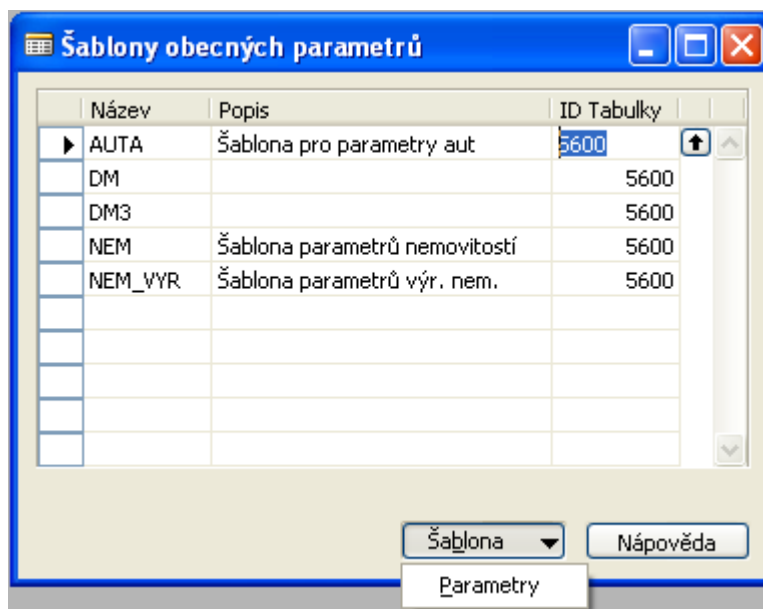 Šablony obecných parametrů
Název Popis ID Tabulky
AUTA Šablona pro parametry aut 5600
DM 5600
DM3 5600
NEM Šablona parametrů nemovitostí 5600
NEM_VYR Šablona parametrů výr. nem. 5600
Šablona Nápověda
Parametry